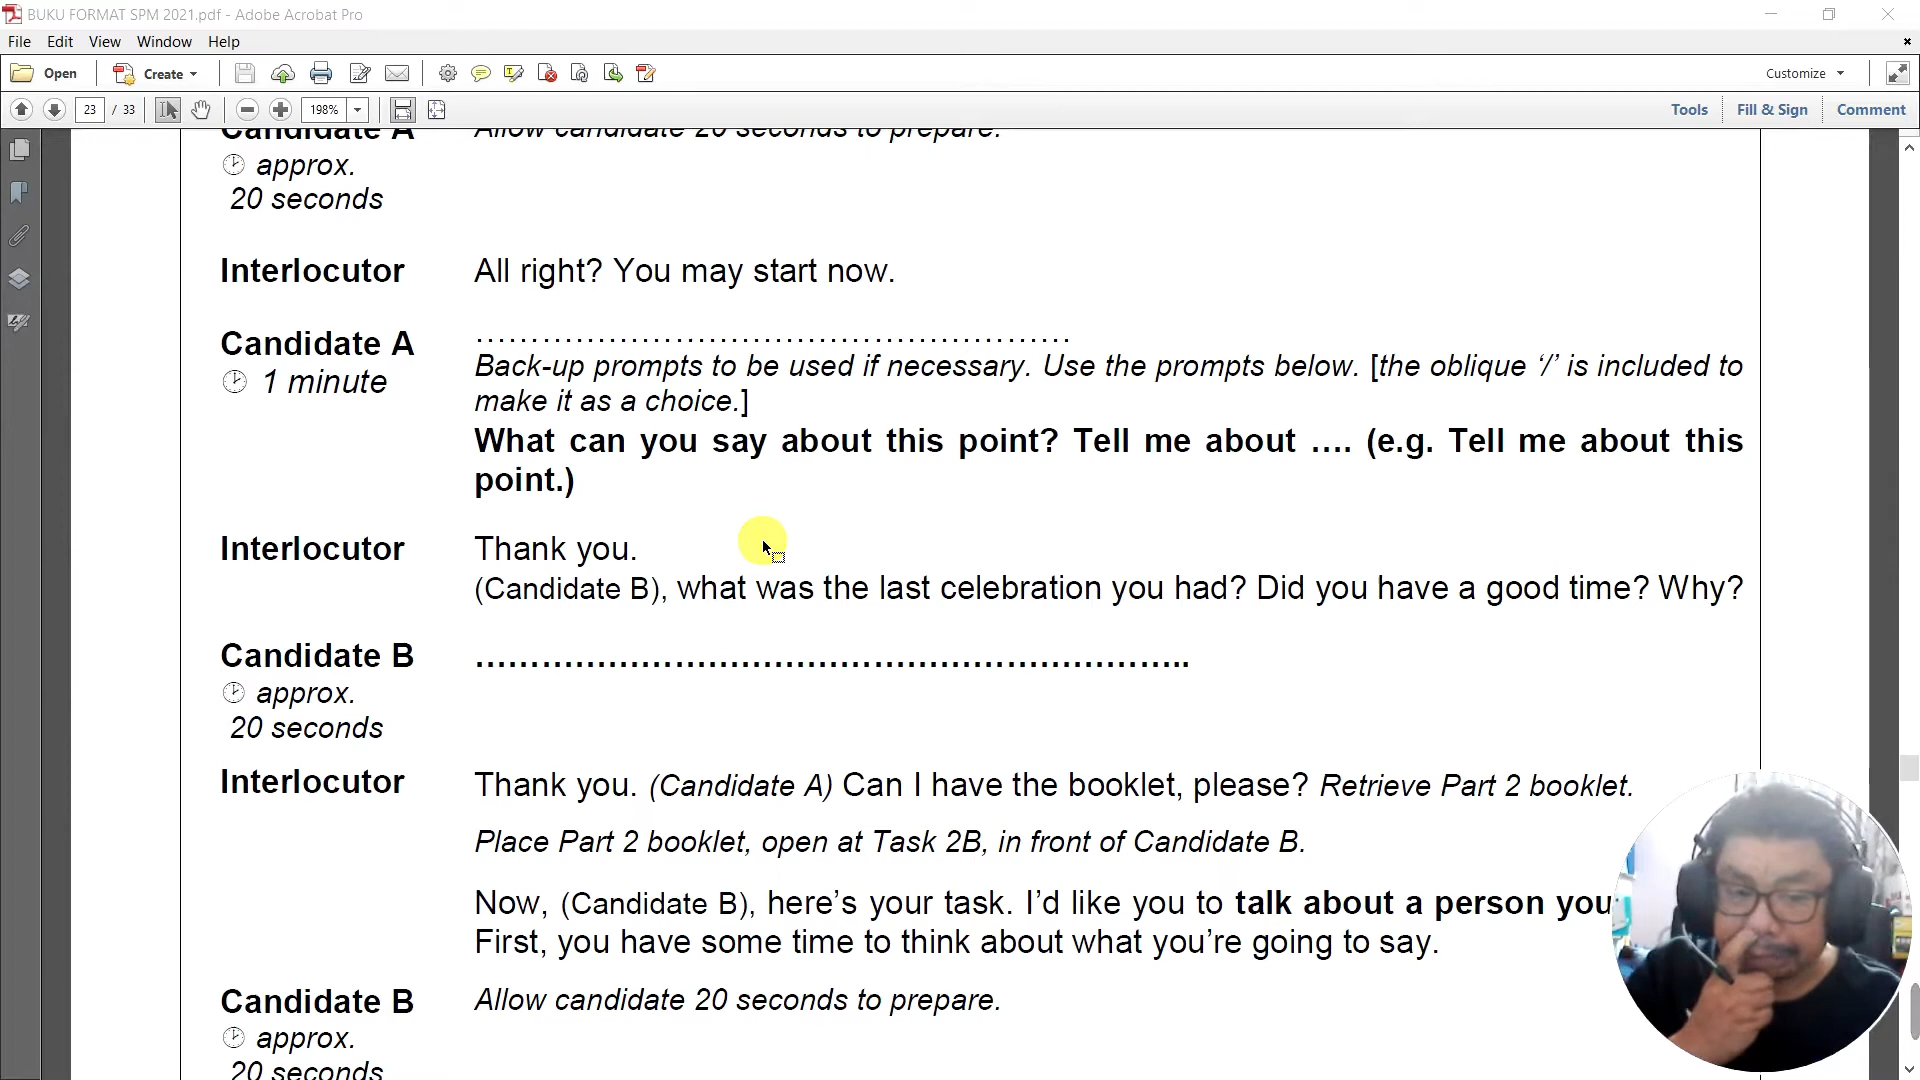 BUKU FORMAT SPM 2021.pdf - Adobe Acrobat Pro
File Edit View Window Help
Open Create Customize
23 / 33 198% Tools Fill & Sign Comment
Candidate A Allow candidate 20 seconds to prepare.
approx.
20 seconds
Interlocutor All right? You may start now.
Candidate A ……………………………………………………
1 minute Back-up prompts to be used if necessary. Use the prompts below. [the oblique ‘/’ is included to
make it as a choice.]
What can you say about this point? Tell me about …. (e.g. Tell me about this
point.)
Interlocutor Thank you.
(Candidate B), what was the last celebration you had? Did you have a good time? Why?
Candidate B ………………………………………………………………..
approx.
20 seconds
Interlocutor Thank you. (Candidate A) Can I have the booklet, please? Retrieve Part 2 booklet.
Place Part 2 booklet, open at Task 2B, in front of Candidate B.
Now, (Candidate B), here’s your task. I’d like you to talk about a person you
First, you have some time to think about what you’re going to say.
Candidate B Allow candidate 20 seconds to prepare.
approx.
20 seconds